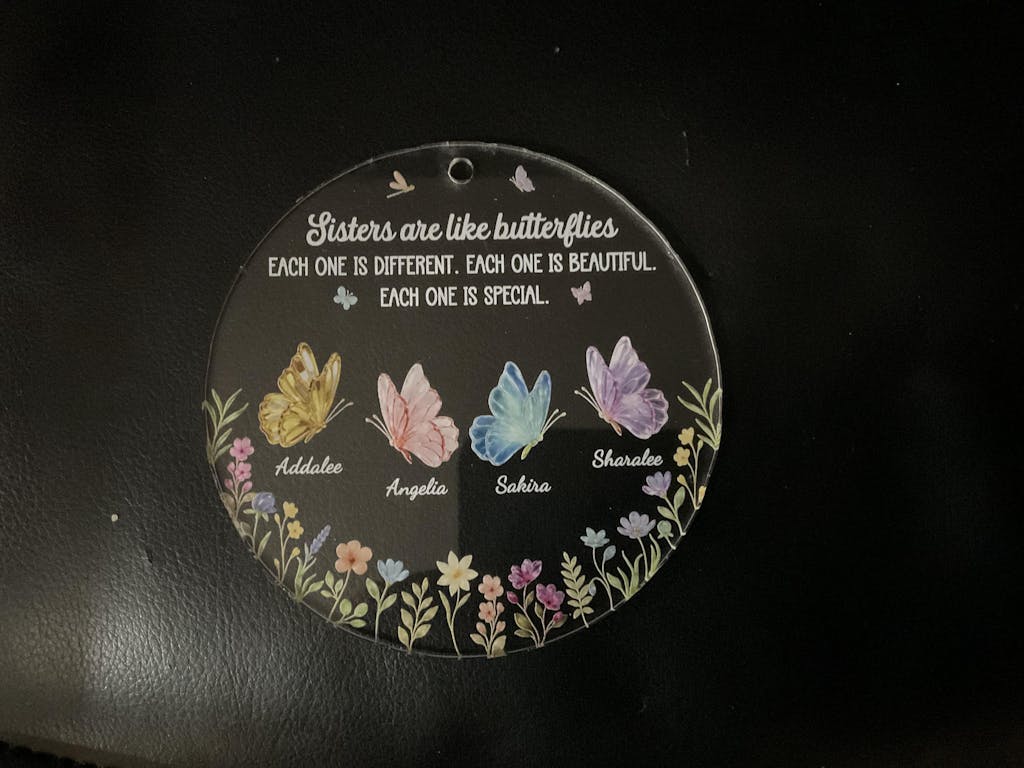 Sisters are like butterflies
EACH ONE IS DIFFERENT. EACH ONE IS BEAUTIFUL.
EACH ONE IS SPECIAL.
Addalee
Angelia
Sakira
Sharalee